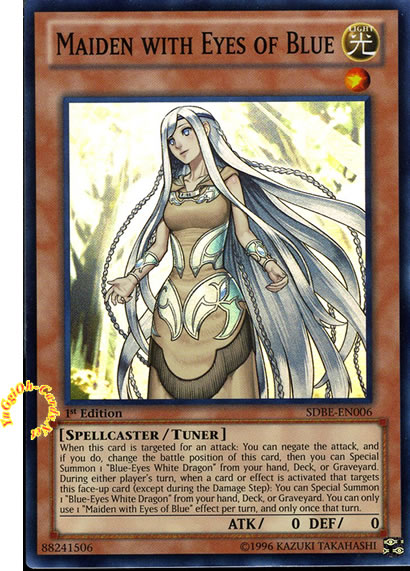 MAIDEN WITH EYES OF BLUE
LIGHT
光
YuGiOh-Cards.Net
1st Edition
SDBE-EN006
[SPELLCASTER / TUNER]
When this card is targeted for an attack: You can negate the attack, and
if you do, change the battle position of this card, then you can Special
Summon 1 "Blue-Eyes White Dragon" from your hand, Deck, or Graveyard.
During either player's turn, when a card or effect is activated that targets
this face-up card (except during the Damage Step): You can Special Summon
1 "Blue-Eyes White Dragon" from your hand, Deck, or Graveyard. You can only
use 1 "Maiden with Eyes of Blue" effect per turn, and only once that turn.
ATK/ 0 DEF/ 0
88241506
©1996 KAZUKI TAKAHASHI